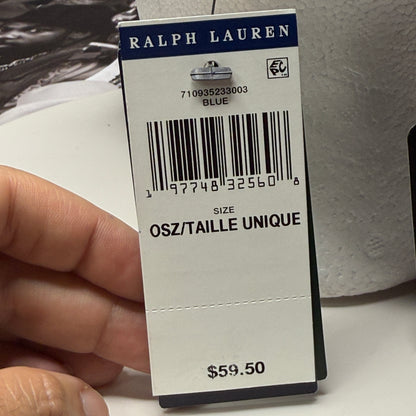 RALPH LAUREN
710935233003
BLUE
1 97748 32560 8
SIZE
OSZ/TAILLE UNIQUE
$59.50